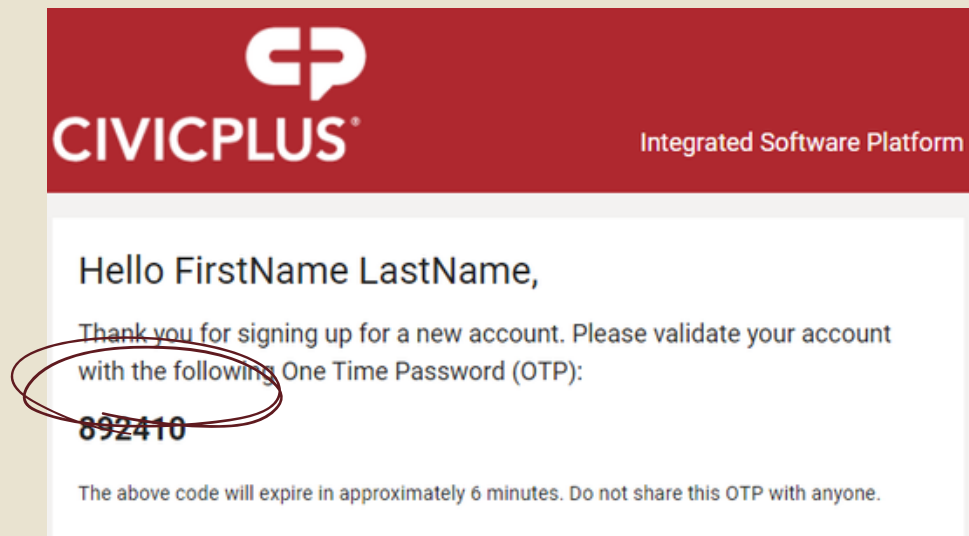 CIVICPLUS®
Integrated Software Platform
Hello FirstName LastName,
Thank you for signing up for a new account. Please validate your account
with the following One Time Password (OTP):
892410
The above code will expire in approximately 6 minutes. Do not share this OTP with anyone.